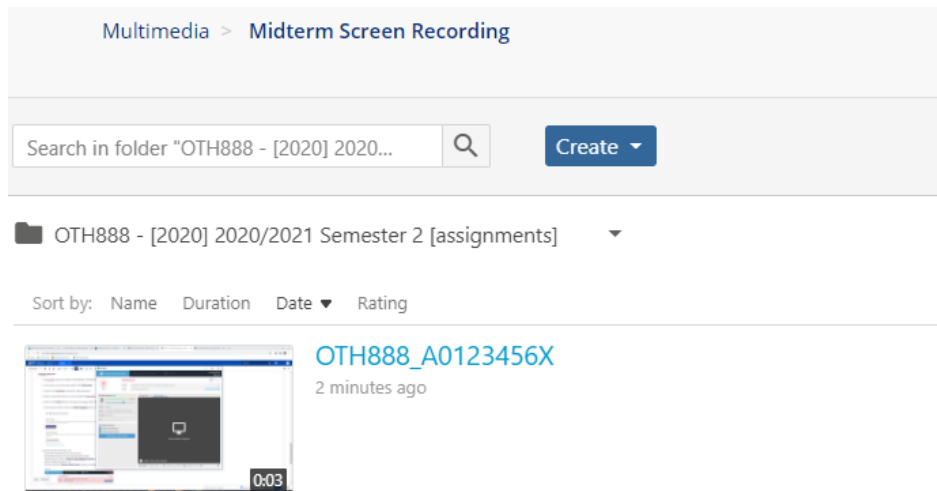 Multimedia > Midterm Screen Recording
Search in folder "OTH888 - [2020] 2020...
Create
OTH888 - [2020] 2020/2021 Semester 2 [assignments]
Sort by: Name Duration Date Rating
OTH888_A0123456X
2 minutes ago
0:03